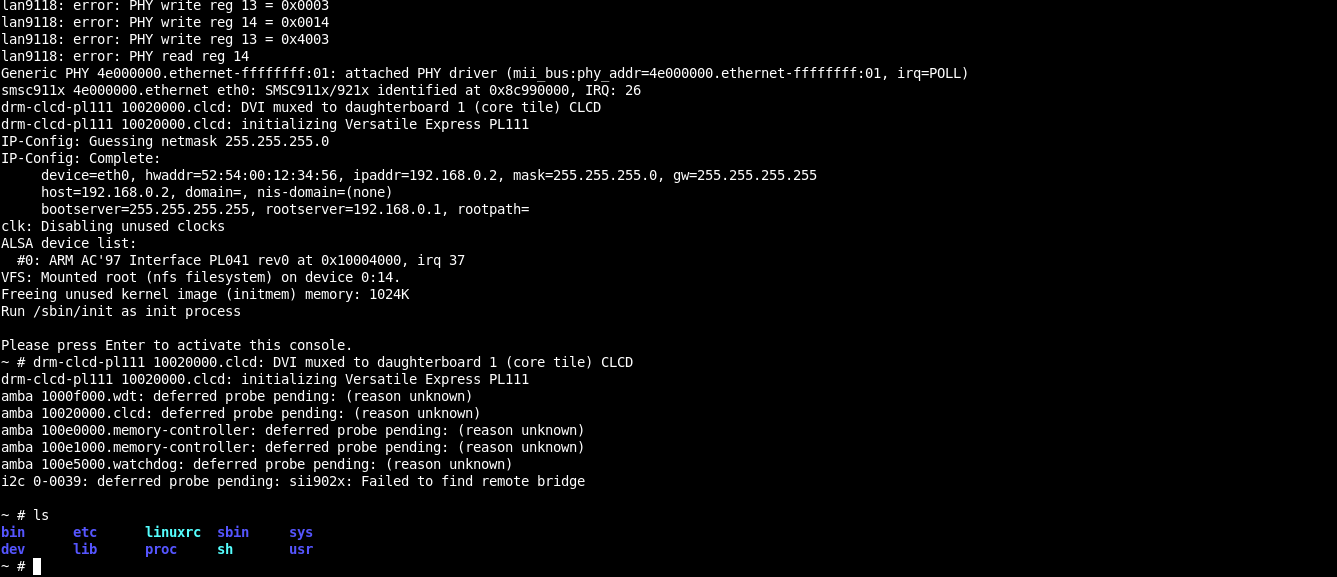 lan9118: error: PHY write reg 13 = 0x0003
lan9118: error: PHY write reg 14 = 0x0014
lan9118: error: PHY write reg 13 = 0x4003
lan9118: error: PHY read reg 14
Generic PHY 4e000000.ethernet-ffffffff:01: attached PHY driver (mii_bus:phy_addr=4e000000.ethernet-ffffffff:01, irq=POLL)
smsc911x 4e000000.ethernet eth0: SMSC911x/921x identified at 0x8c990000, IRQ: 26
drm-clcd-pl111 10020000.clcd: DVI muxed to daughterboard 1 (core tile) CLCD
drm-clcd-pl111 10020000.clcd: initializing Versatile Express PL111
IP-Config: Guessing netmask 255.255.255.0
IP-Config: Complete:
     device=eth0, hwaddr=52:54:00:12:34:56, ipaddr=192.168.0.2, mask=255.255.255.0, gw=255.255.255.255
     host=192.168.0.2, domain=, nis-domain=(none)
     bootserver=255.255.255.255, rootserver=192.168.0.1, rootpath=
clk: Disabling unused clocks
ALSA device list:
  #0: ARM AC'97 Interface PL041 rev0 at 0x10004000, irq 37
VFS: Mounted root (nfs filesystem) on device 0:14.
Freeing unused kernel image (initmem) memory: 1024K
Run /sbin/init as init process

Please press Enter to activate this console.
~ # drm-clcd-pl111 10020000.clcd: DVI muxed to daughterboard 1 (core tile) CLCD
drm-clcd-pl111 10020000.clcd: initializing Versatile Express PL111
amba 1000f000.wdt: deferred probe pending: (reason unknown)
amba 10020000.clcd: deferred probe pending: (reason unknown)
amba 100e0000.memory-controller: deferred probe pending: (reason unknown)
amba 100e1000.memory-controller: deferred probe pending: (reason unknown)
amba 100e5000.watchdog: deferred probe pending: (reason unknown)
i2c 0-0039: deferred probe pending: sii902x: Failed to find remote bridge

~ # ls
bin      etc      linuxrc  sbin     sys
dev      lib      proc     sh       usr
~ #